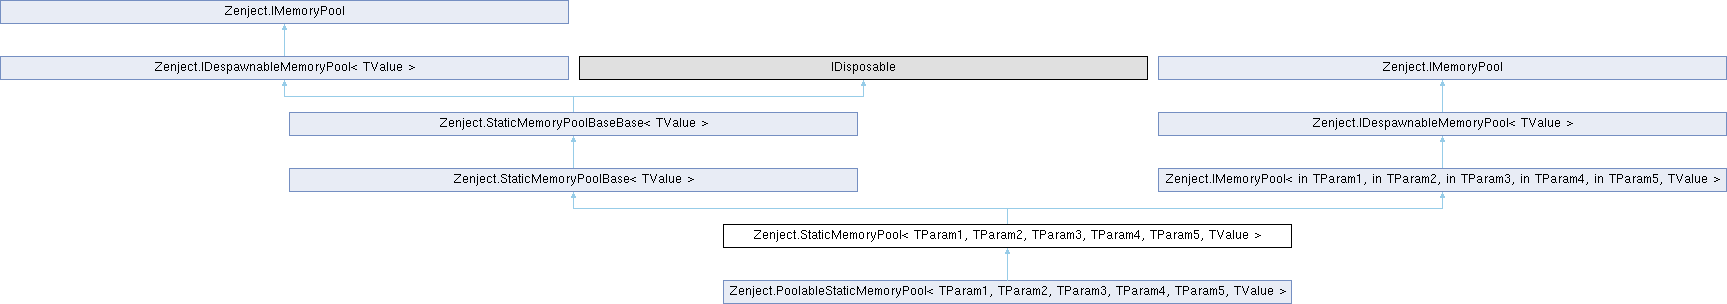 Zenject.IMemoryPool
Zenject.IDespawnableMemoryPool< TValue >
IDisposable
Zenject.IMemoryPool
Zenject.StaticMemoryPoolBaseBase< TValue >
Zenject.IDespawnableMemoryPool< TValue >
Zenject.StaticMemoryPoolBase< TValue >
Zenject.IMemoryPool< in TParam1, in TParam2, in TParam3, in TParam4, in TParam5, TValue >
Zenject.StaticMemoryPool< TParam1, TParam2, TParam3, TParam4, TParam5, TValue >
Zenject.PoolableStaticMemoryPool< TParam1, TParam2, TParam3, TParam4, TParam5, TValue >